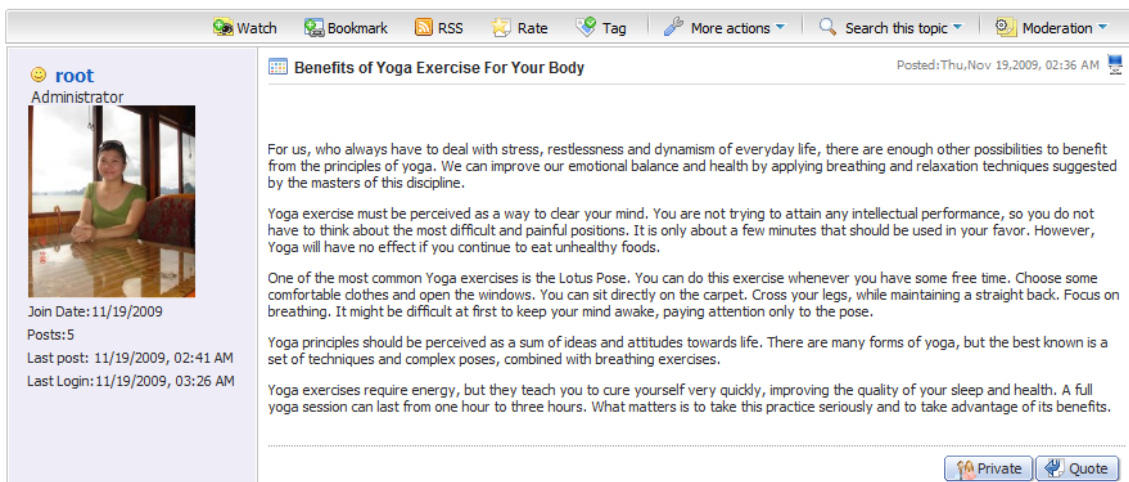 Watch Bookmark RSS Rate Tag More actions Search this topic Moderation
root
Administrator
Join Date:11/19/2009
Posts:5
Last post: 11/19/2009, 02:41 AM
Last Login:11/19/2009, 03:26 AM
Benefits of Yoga Exercise For Your Body
Posted:Thu,Nov 19,2009, 02:36 AM
For us, who always have to deal with stress, restlessness and dynamism of everyday life, there are enough other possibilities to benefit
from the principles of yoga. We can improve our emotional balance and health by applying breathing and relaxation techniques suggested
by the masters of this discipline.
Yoga exercise must be perceived as a way to clear your mind. You are not trying to attain any intellectual performance, so you do not
have to think about the most difficult and painful positions. It is only about a few minutes that should be used in your favor. However,
Yoga will have no effect if you continue to eat unhealthy foods.
One of the most common Yoga exercises is the Lotus Pose. You can do this exercise whenever you have some free time. Choose some
comfortable clothes and open the windows. You can sit directly on the carpet. Cross your legs, while maintaining a straight back. Focus on
breathing. It might be difficult at first to keep your mind awake, paying attention only to the pose.
Yoga principles should be perceived as a sum of ideas and attitudes towards life. There are many forms of yoga, but the best known is a
set of techniques and complex poses, combined with breathing exercises.
Yoga exercises require energy, but they teach you to cure yourself very quickly, improving the quality of your sleep and health. A full
yoga session can last from one hour to three hours. What matters is to take this practice seriously and to take advantage of its benefits.
Private Quote